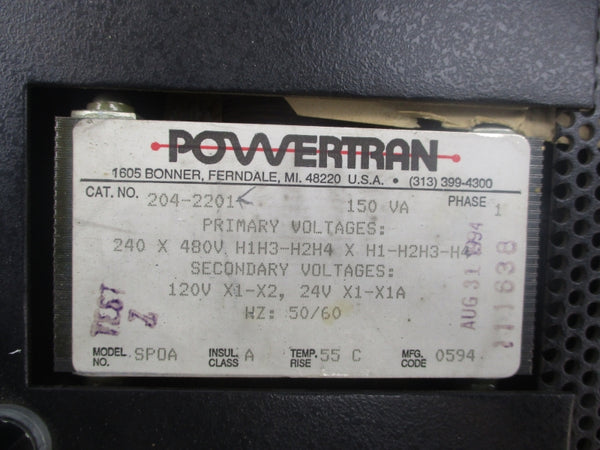 POWERTRAN
1605 BONNER, FERNDALE, MI. 48220 U.S.A. • (313) 399-4300
CAT. NO. 204-2201 150 VA PHASE 1
PRIMARY VOLTAGES:
240 X 480V H1H3-H2H4 X H1-H2H3-H4
SECONDARY VOLTAGES:
120V X1-X2, 24V X1-X1A
HZ: 50/60
TEST
Z
AUG 31 1994
111638
MODEL NO. SPOA INSUL. CLASS A TEMP. RISE 55 C MFG. CODE 0594